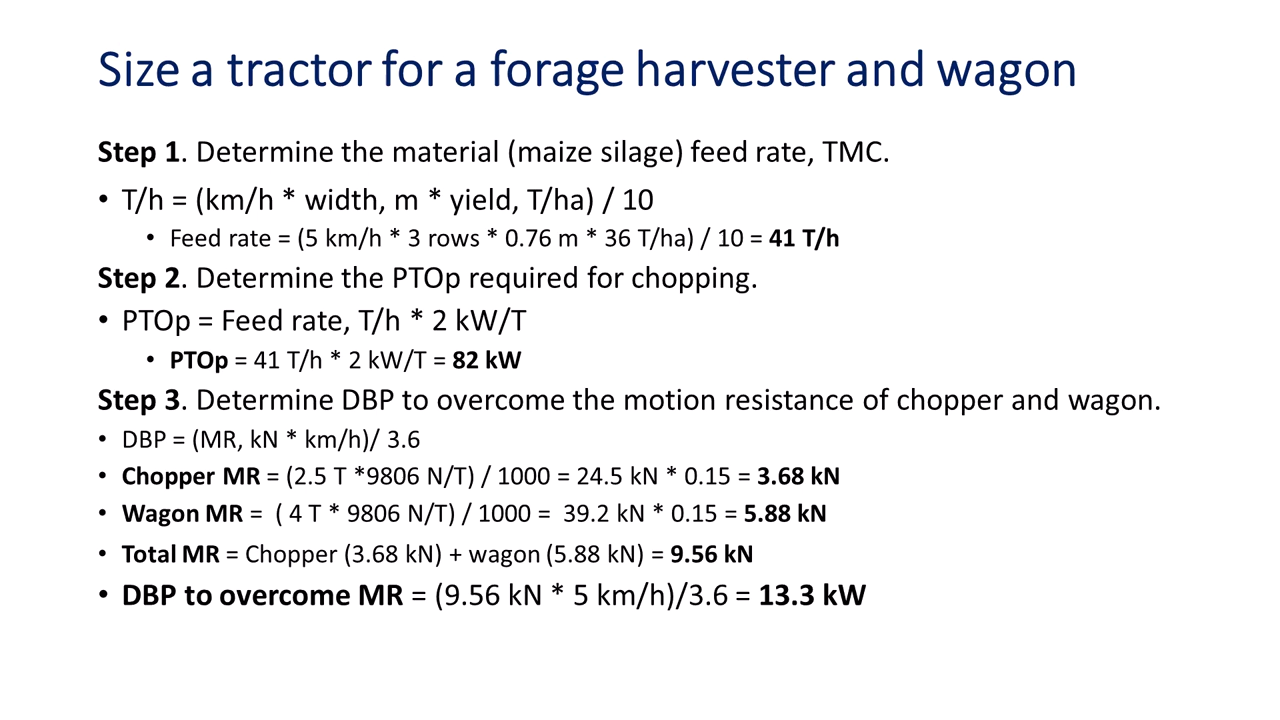 Size a tractor for a forage harvester and wagon
Step 1. Determine the material (maize silage) feed rate, TMC.
• T/h = (km/h * width, m * yield, T/ha) / 10
• Feed rate = (5 km/h * 3 rows * 0.76 m * 36 T/ha) / 10 = 41 T/h
Step 2. Determine the PTOp required for chopping.
• PTOp = Feed rate, T/h * 2 kW/T
• PTOp = 41 T/h * 2 kW/T = 82 kW
Step 3. Determine DBP to overcome the motion resistance of chopper and wagon.
• DBP = (MR, kN * km/h)/ 3.6
• Chopper MR = (2.5 T *9806 N/T) / 1000 = 24.5 kN * 0.15 = 3.68 kN
• Wagon MR = ( 4 T * 9806 N/T) / 1000 = 39.2 kN * 0.15 = 5.88 kN
• Total MR = Chopper (3.68 kN) + wagon (5.88 kN) = 9.56 kN
• DBP to overcome MR = (9.56 kN * 5 km/h)/3.6 = 13.3 kW